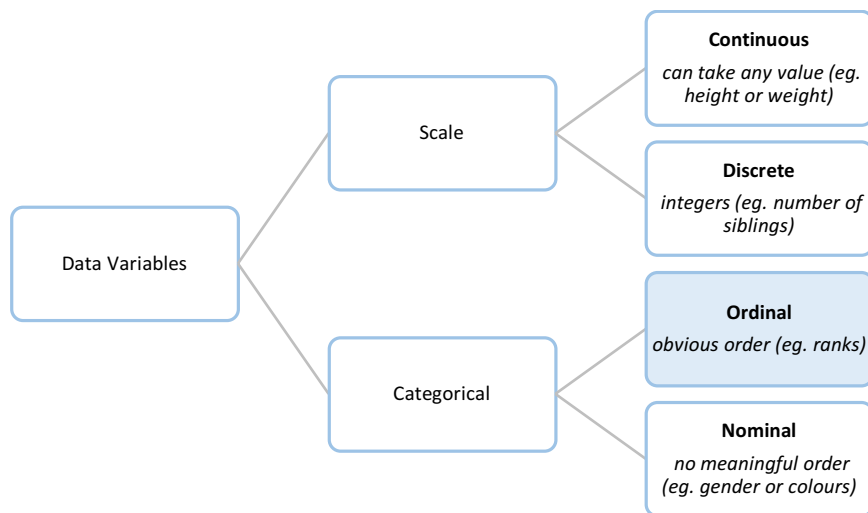 Data Variables
Scale
Categorical
Continuous
can take any value (eg.
height or weight)
Discrete
integers (eg. number of
siblings)
Ordinal
obvious order (eg. ranks)
Nominal
no meaningful order
(eg. gender or colours)